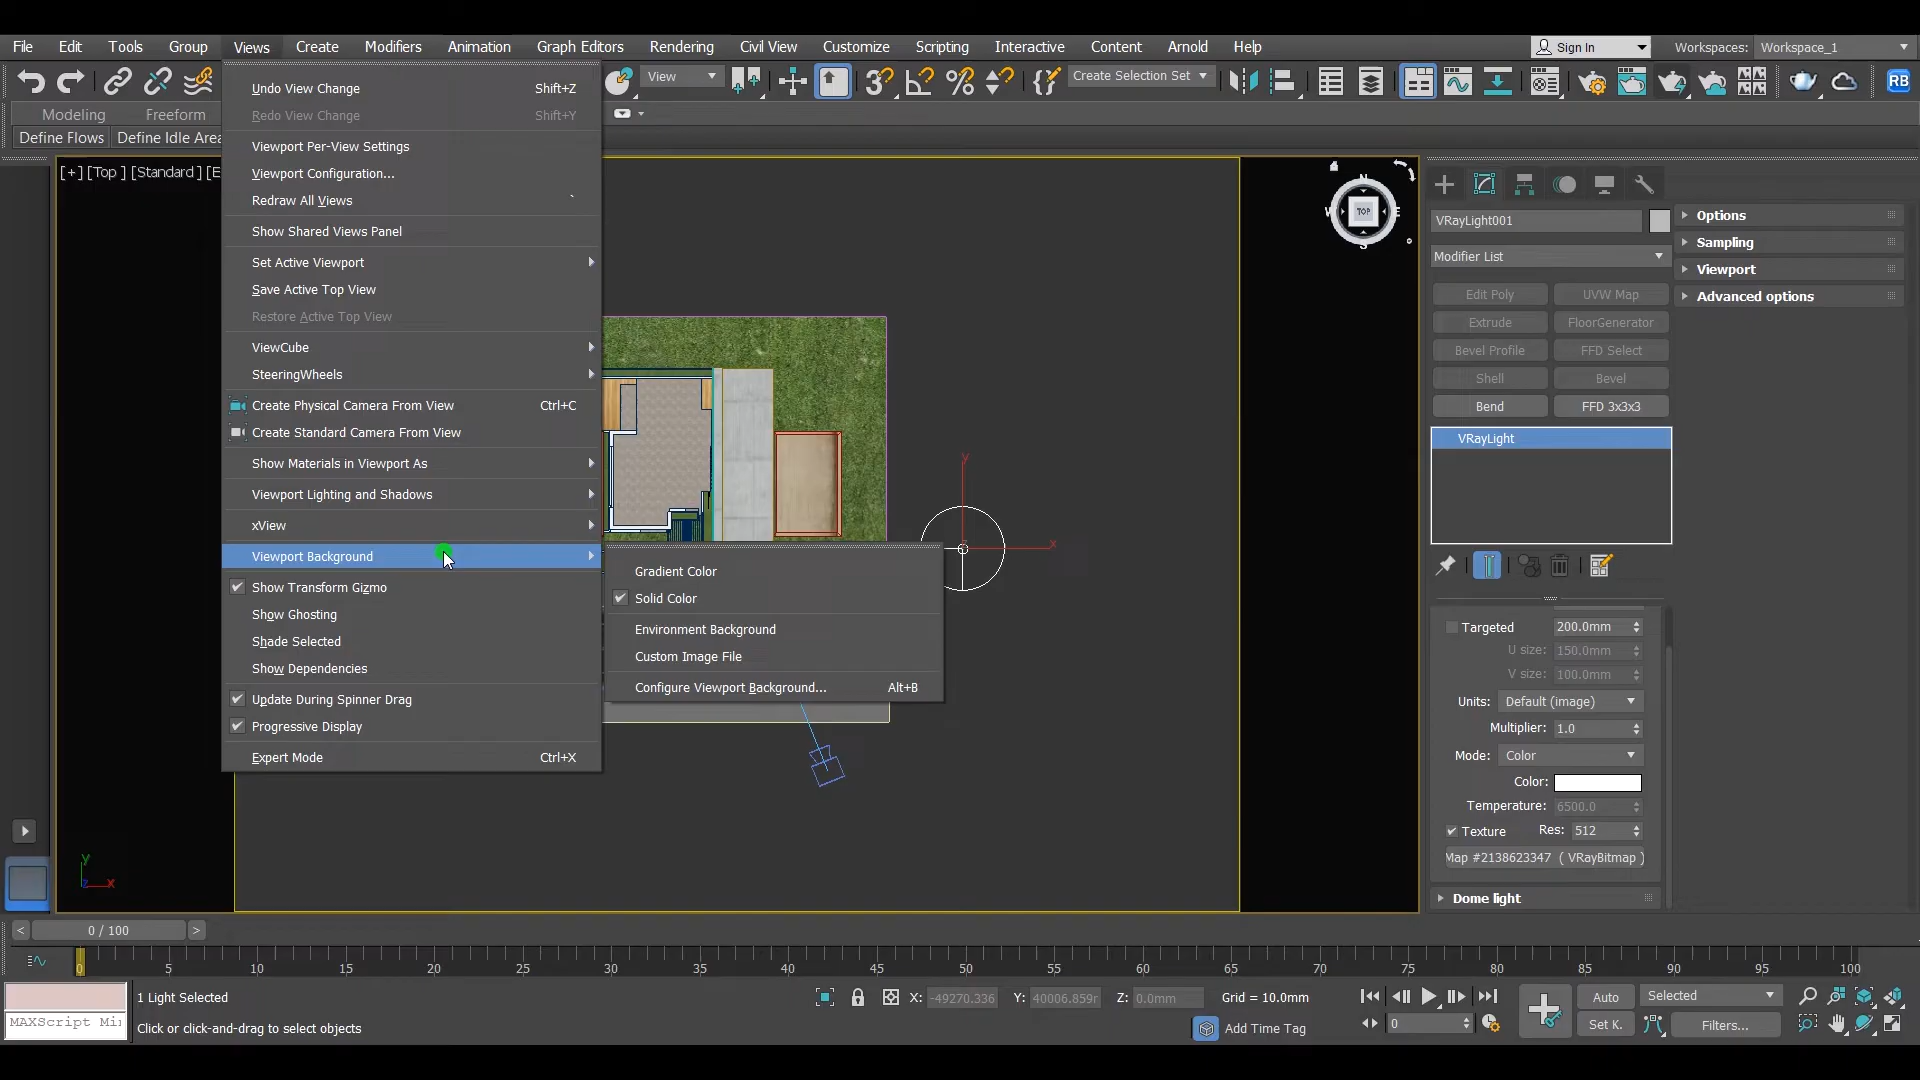 File Edit Tools Group Views Create Modifiers Animation Graph Editors Rendering Civil View Customize Scripting Interactive Content Arnold Help Sign In Workspaces: Workspace_1
View 3 % Create Selection Set RB
Modeling Freeform
Define Flows Define Idle Area
Undo View Change Shift+Z
Redo View Change Shift+Y
Viewport Per-View Settings
Viewport Configuration...
Redraw All Views `
Show Shared Views Panel
Set Active Viewport
Save Active Top View
Restore Active Top View
ViewCube
SteeringWheels
Create Physical Camera From View Ctrl+C
Create Standard Camera From View
Show Materials in Viewport As
Viewport Lighting and Shadows
xView
Viewport Background
Show Transform Gizmo
Show Ghosting
Shade Selected
Show Dependencies
Update During Spinner Drag
Progressive Display
Expert Mode Ctrl+X
Gradient Color
Solid Color
Environment Background
Custom Image File
Configure Viewport Background... Alt+B
[+] [Top ] [Standard ] [E
N
W TOP E
S
y
x
y
z x
VRayLight001
Modifier List
Edit Poly UVW Map
Extrude FloorGenerator
Bevel Profile FFD Select
Shell Bevel
Bend FFD 3x3x3
VRayLight
Options
Sampling
Viewport
Advanced options
Targeted 200.0mm
U size: 150.0mm
V size: 100.0mm
Units: Default (image)
Multiplier: 1.0
Mode: Color
Color:
Temperature: 6500.0
Texture Res: 512
Map #2138623347 ( VRayBitmap )
Dome light
< 0 / 100 >
0 5 10 15 20 25 30 35 40 45 50 55 60 65 70 75 80 85 90 95 100
1 Light Selected X: -49270.336 Y: 40006.859r Z: 0.0mm Grid = 10.0mm Auto Selected
MAXScript Mi Click or click-and-drag to select objects Add Time Tag 0 Set K. Filters...